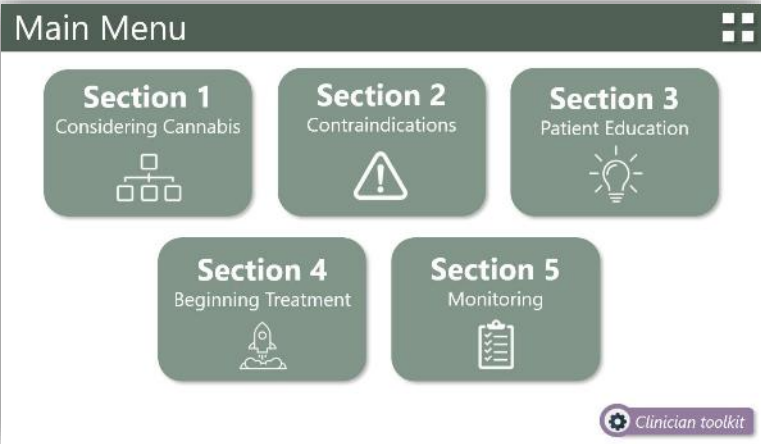 Main Menu
Section 1
Considering Cannabis
Section 2
Contraindications
Section 3
Patient Education
Section 4
Beginning Treatment
Section 5
Monitoring
Clinician toolkit